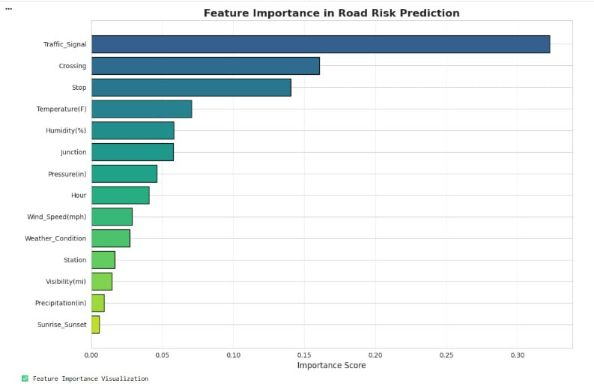 ...
Feature Importance in Road Risk Prediction
Traffic_Signal
Crossing
Stop
Temperature(F)
Humidity(%)
Junction
Pressure(in)
Hour
Wind_Speed(mph)
Weather_Condition
Station
Visibility(mi)
Precipitation(in)
Sunrise_Sunset
0.00 0.05 0.10 0.15 0.20 0.25 0.30
Importance Score
✅ Feature Importance Visualization